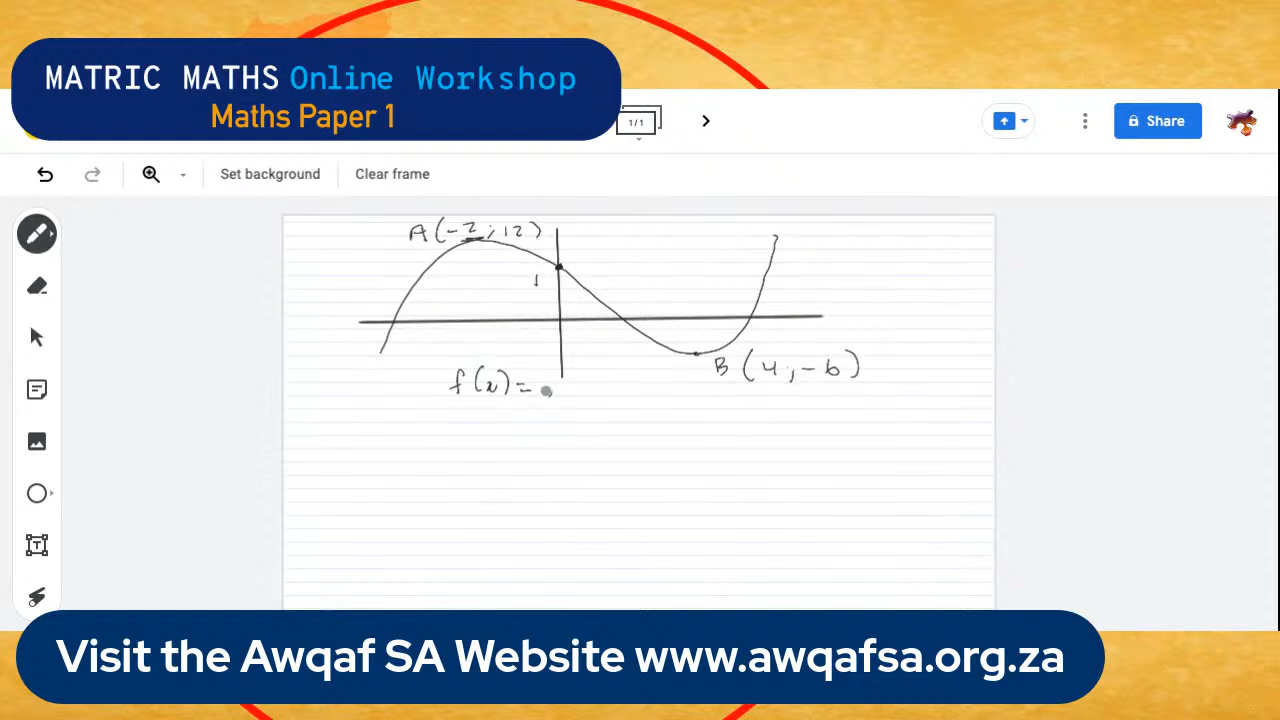 MATRIC MATHS Online Workshop
Maths Paper 1
1/1
Share
Set background
Clear frame
A(-2; 12)
1
B (4; -6)
f(x) =
T
Visit the Awqaf SA Website www.awqafsa.org.za